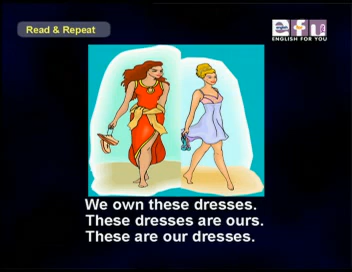 Read & Repeat
efu
ENGLISH FOR YOU
We own these dresses.
These dresses are ours.
These are our dresses.